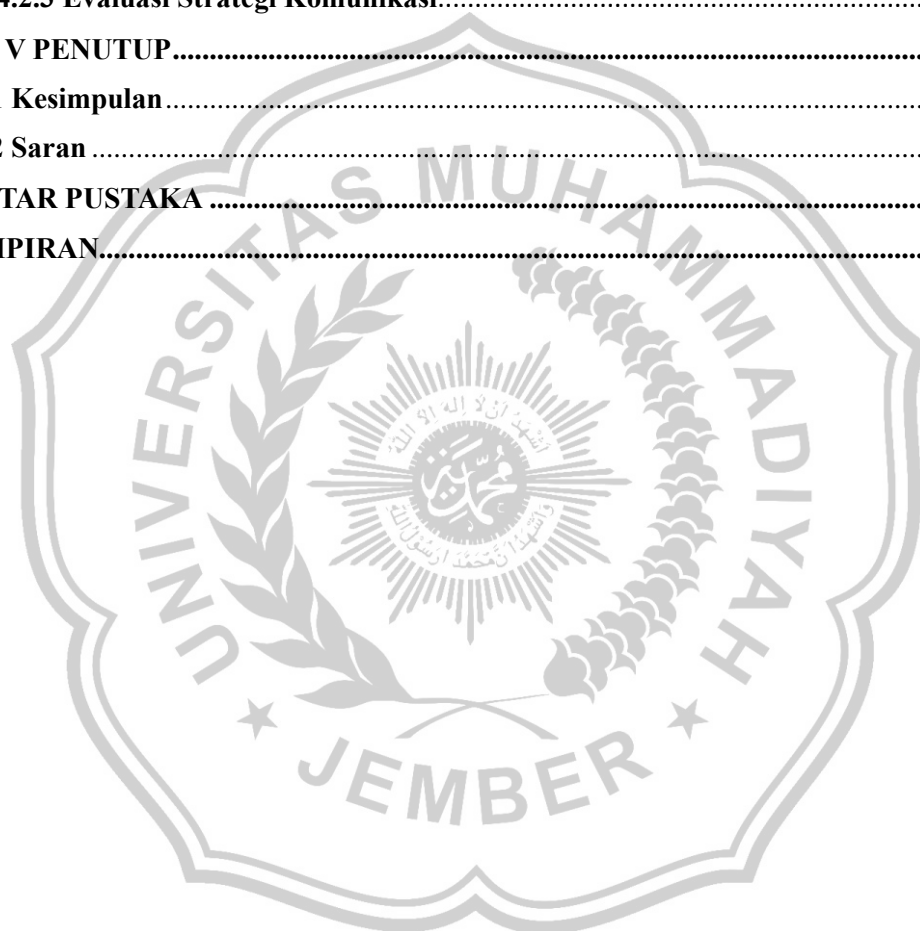 4.2.3 Evaluasi Strategi Komunikasi
V PENUTUP
Kesimpulan
2 Saran
TAR PUSTAKA
IPIRAN
UNIVERSITAS MUHAMMADIYAH
JEMBER